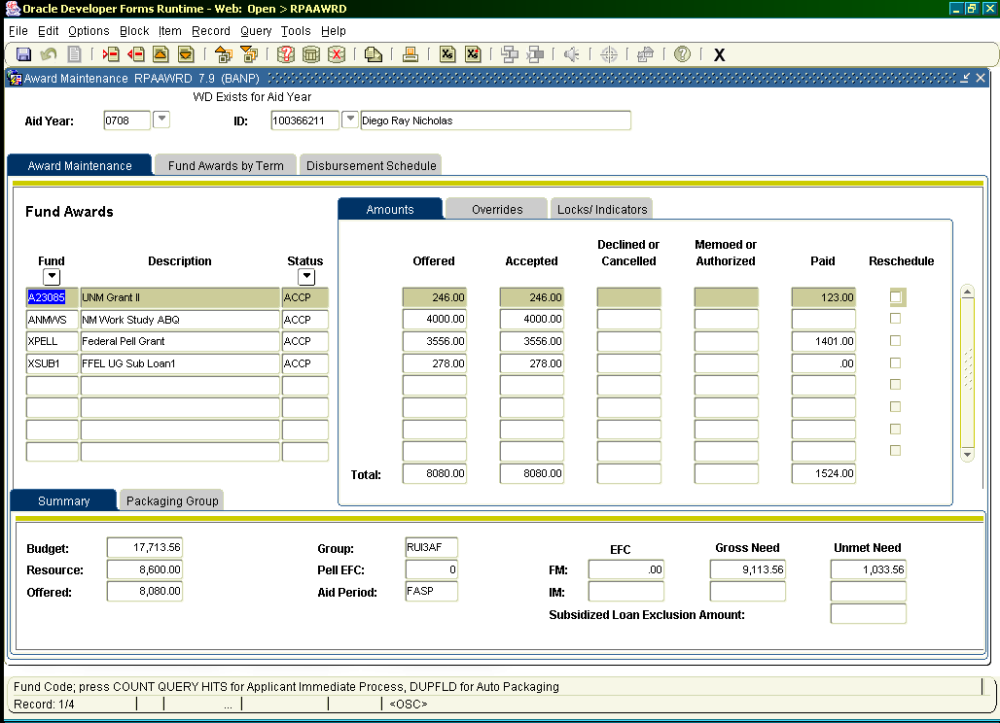 Oracle Developer Forms Runtime - Web: Open > RPAAWRD
File Edit Options Block Item Record Query Tools Help
X
Award Maintenance RPAAWRD 7.9 (BANP)
WD Exists for Aid Year
Aid Year: 0708 ID: 100366211 Diego Ray Nicholas
Award Maintenance Fund Awards by Term Disbursement Schedule
Fund Awards
Amounts Overrides Locks/ Indicators
Fund Description Status Offered Accepted Declined or Cancelled Memoed or Authorized Paid Reschedule
A23085 UNM Grant II ACCP 246.00 246.00 123.00
ANMWS NM Work Study ABQ ACCP 4000.00 4000.00
XPELL Federal Pell Grant ACCP 3556.00 3556.00 1401.00
XSUB1 FFEL UG Sub Loan1 ACCP 278.00 278.00 .00
Total: 8080.00 8080.00 1524.00
Summary Packaging Group
EFC Gross Need Unmet Need
Budget: 17,713.56 Group: RUI3AF
Resource: 8,600.00 Pell EFC: 0 FM: .00 9,113.56 1,033.56
Offered: 8,080.00 Aid Period: FASP IM:
Subsidized Loan Exclusion Amount:
Fund Code; press COUNT QUERY HITS for Applicant Immediate Process, DUPFLD for Auto Packaging
Record: 1/4 ... <OSC>